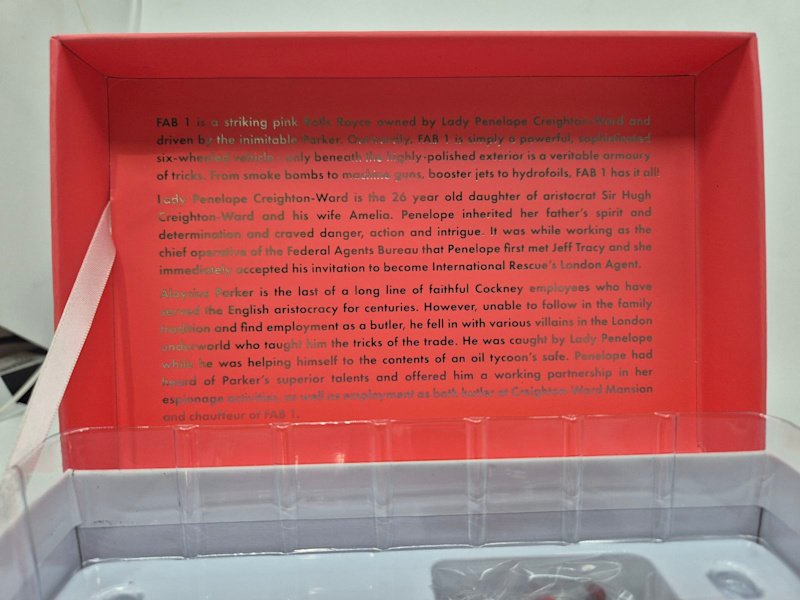 FAB 1 is a striking pink Rolls Royce owned by Lady Penelope Creighton-Ward and
driven by the inimitable Parker. Outwardly, FAB 1 is simply a powerful, sophisticated
six-wheeled vehicle - only beneath the highly-polished exterior is a veritable armoury
of tricks. From smoke bombs to machine guns, booster jets to hydrofoils, FAB 1 has it all!
Lady Penelope Creighton-Ward is the 26 year old daughter of aristocrat Sir Hugh
Creighton-Ward and his wife Amelia. Penelope inherited her father's spirit and
determination and craved danger, action and intrigue. It was while working as the
chief operative of the Federal Agents Bureau that Penelope first met Jeff Tracy and she
immediately accepted his invitation to become International Rescue's London Agent.
Aloysius Parker is the last of a long line of faithful Cockney employees who have
served the English aristocracy for centuries. However, unable to follow in the family
tradition and find employment as a butler, he fell in with various villains in the London
underworld who taught him the tricks of the trade. He was caught by Lady Penelope
while he was helping himself to the contents of an oil tycoon's safe. Penelope had
heard of Parker's superior talents and offered him a working partnership in her
espionage activities, as well as employment as both butler at Creighton-Ward Mansion
and chauffeur of FAB 1.